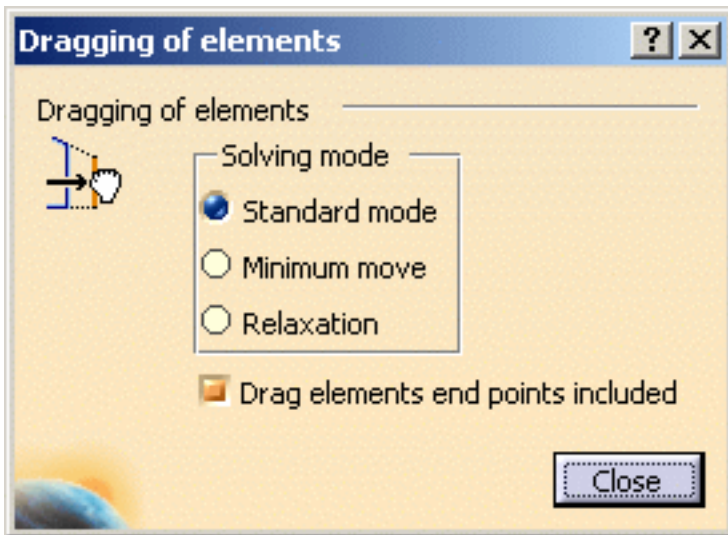 Dragging of elements
Dragging of elements
Solving mode
Standard mode
Minimum move
Relaxation
Drag elements end points included
Close